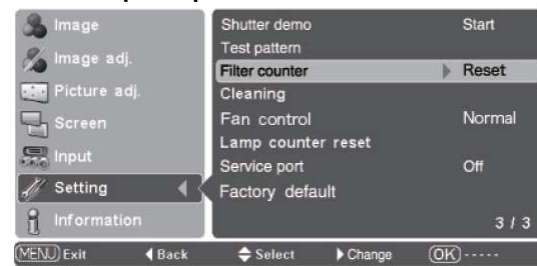 Image
Image adj.
Picture adj.
Screen
Input
Setting
Information
Shutter demo Start
Test pattern
Filter counter Reset
Cleaning
Fan control Normal
Lamp counter reset
Service port Off
Factory default
3 / 3
MENU Exit Back Select Change OK -----